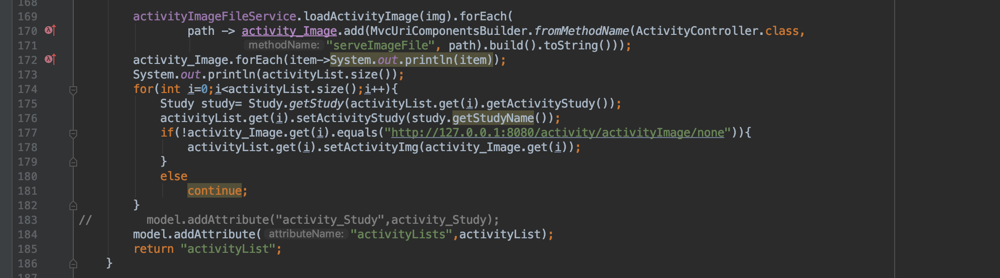 168
169 activityImageFileService.loadActivityImage(img).forEach(
170 path -> activity_Image.add(MvcUriComponentsBuilder.fromMethodName(ActivityController.class,
171 methodName: "serveImageFile", path).build().toString()));
172 activity_Image.forEach(item->System.out.println(item));
173 System.out.println(activityList.size());
174 for(int i=0;i<activityList.size();i++){
175 Study study= Study.getStudy(activityList.get(i).getActivityStudy());
176 activityList.get(i).setActivityStudy(study.getStudyName());
177 if(!activity_Image.get(i).equals("http://127.0.0.1:8080/activity/activityImage/none")){
178 activityList.get(i).setActivityImg(activity_Image.get(i));
179 }
180 else
181 continue;
182 }
183 // model.addAttribute("activity_Study",activity_Study);
184 model.addAttribute( attributeName: "activityLists",activityList);
185 return "activityList";
186 }
187